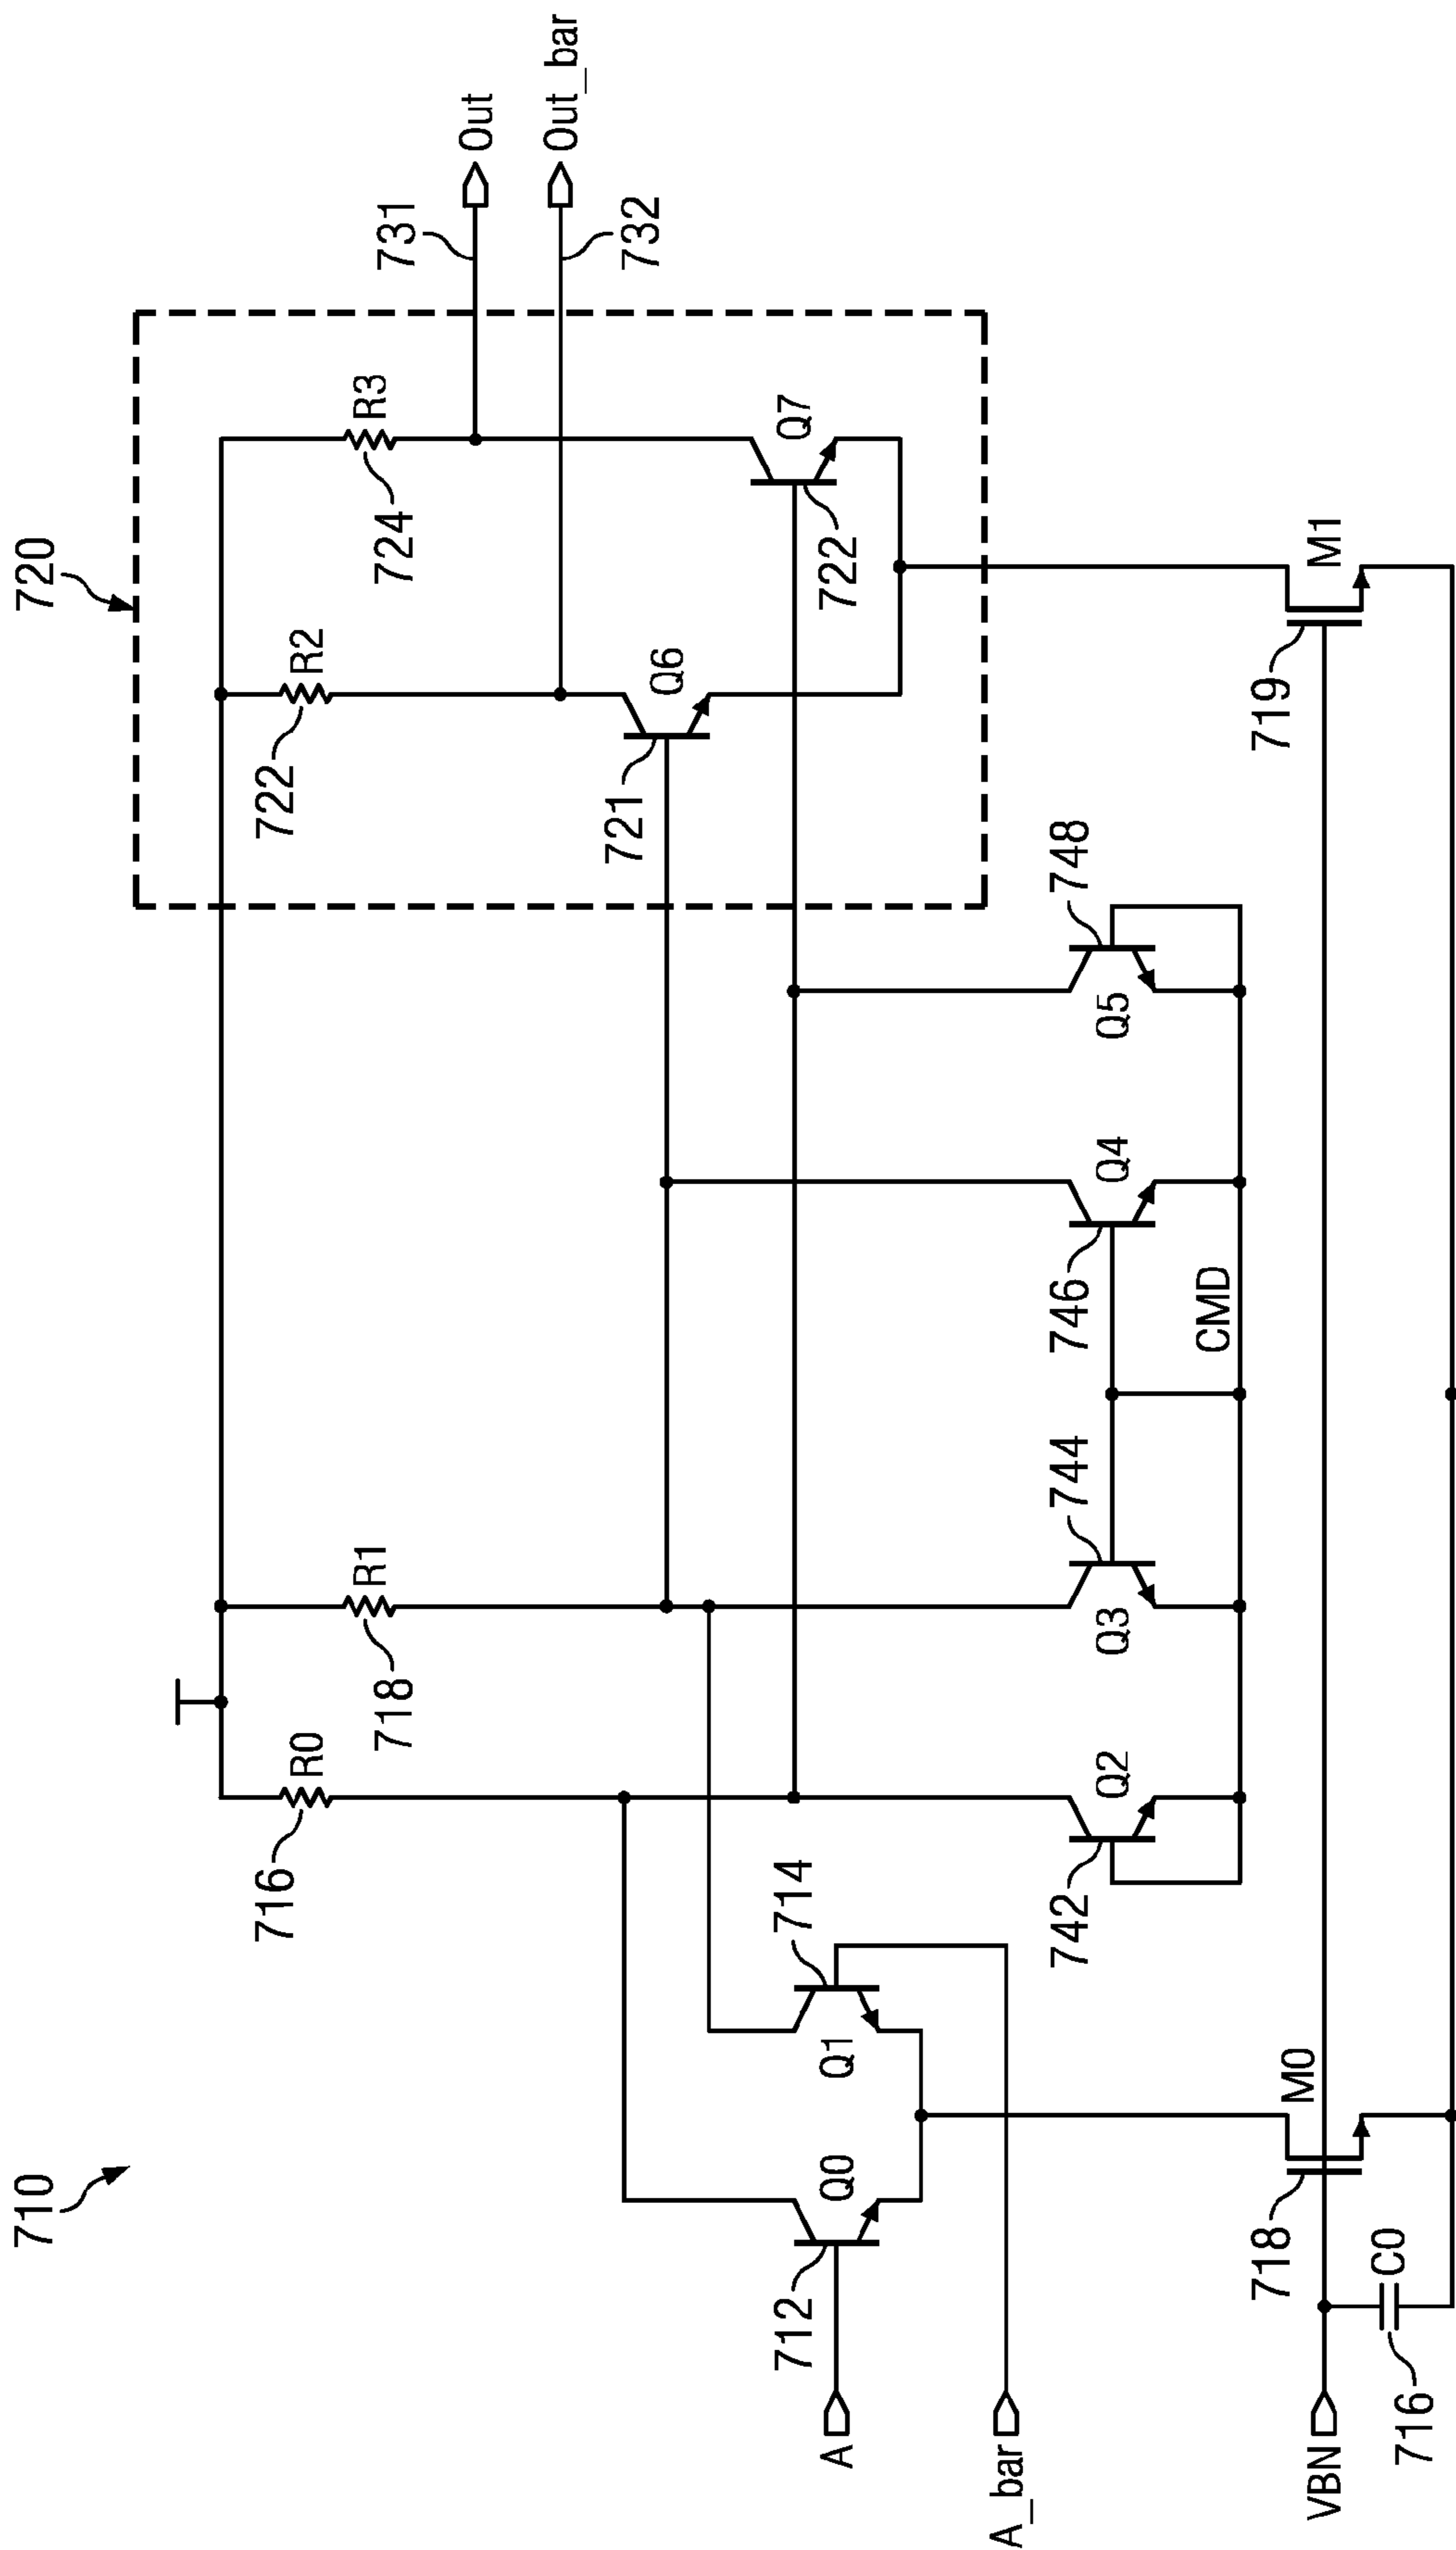 710
720
716
R0
718
R1
722
R2
724
R3
731
Out
732
Out_bar
712
Q0
714
Q1
721
Q6
722
Q7
A
A_bar
742
Q2
744
Q3
746
Q4
748
Q5
CMD
VBN
716
C0
718
M0
719
M1